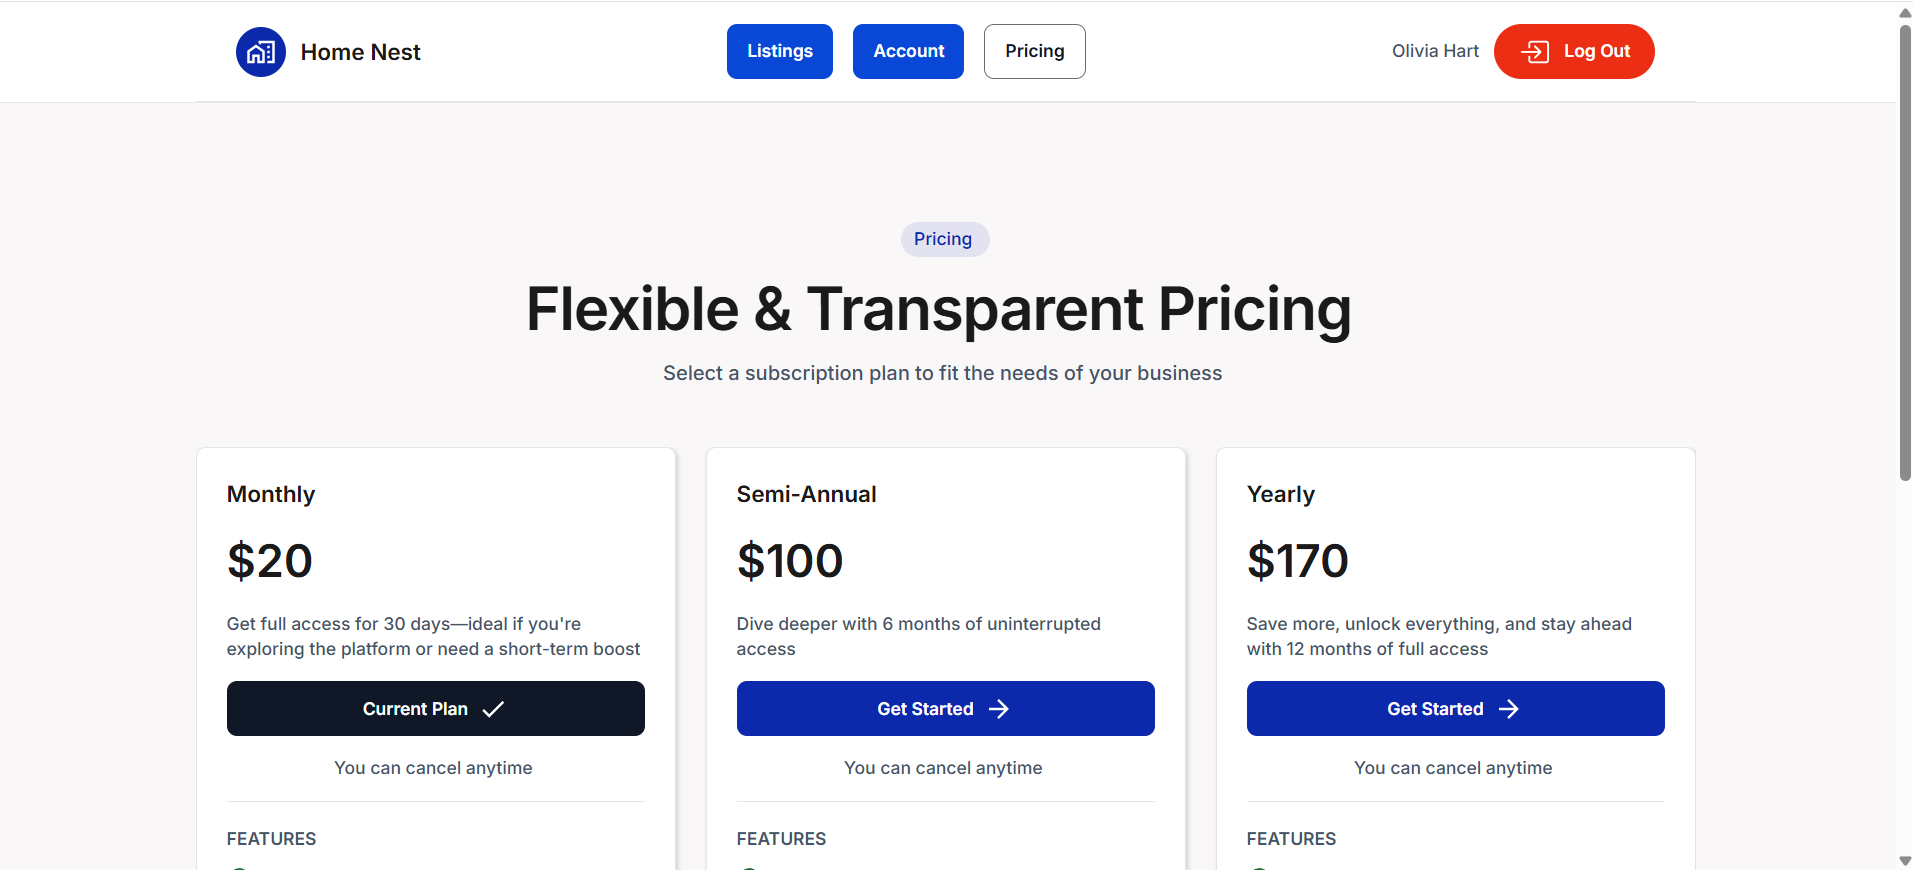 Home Nest
Listings
Account
Pricing
Olivia Hart
Log Out
Pricing
Flexible & Transparent Pricing
Select a subscription plan to fit the needs of your business
Monthly
$20
Get full access for 30 days—ideal if you're
exploring the platform or need a short-term boost
Current Plan
You can cancel anytime
FEATURES
Semi-Annual
$100
Dive deeper with 6 months of uninterrupted
access
Get Started
You can cancel anytime
FEATURES
Yearly
$170
Save more, unlock everything, and stay ahead
with 12 months of full access
Get Started
You can cancel anytime
FEATURES